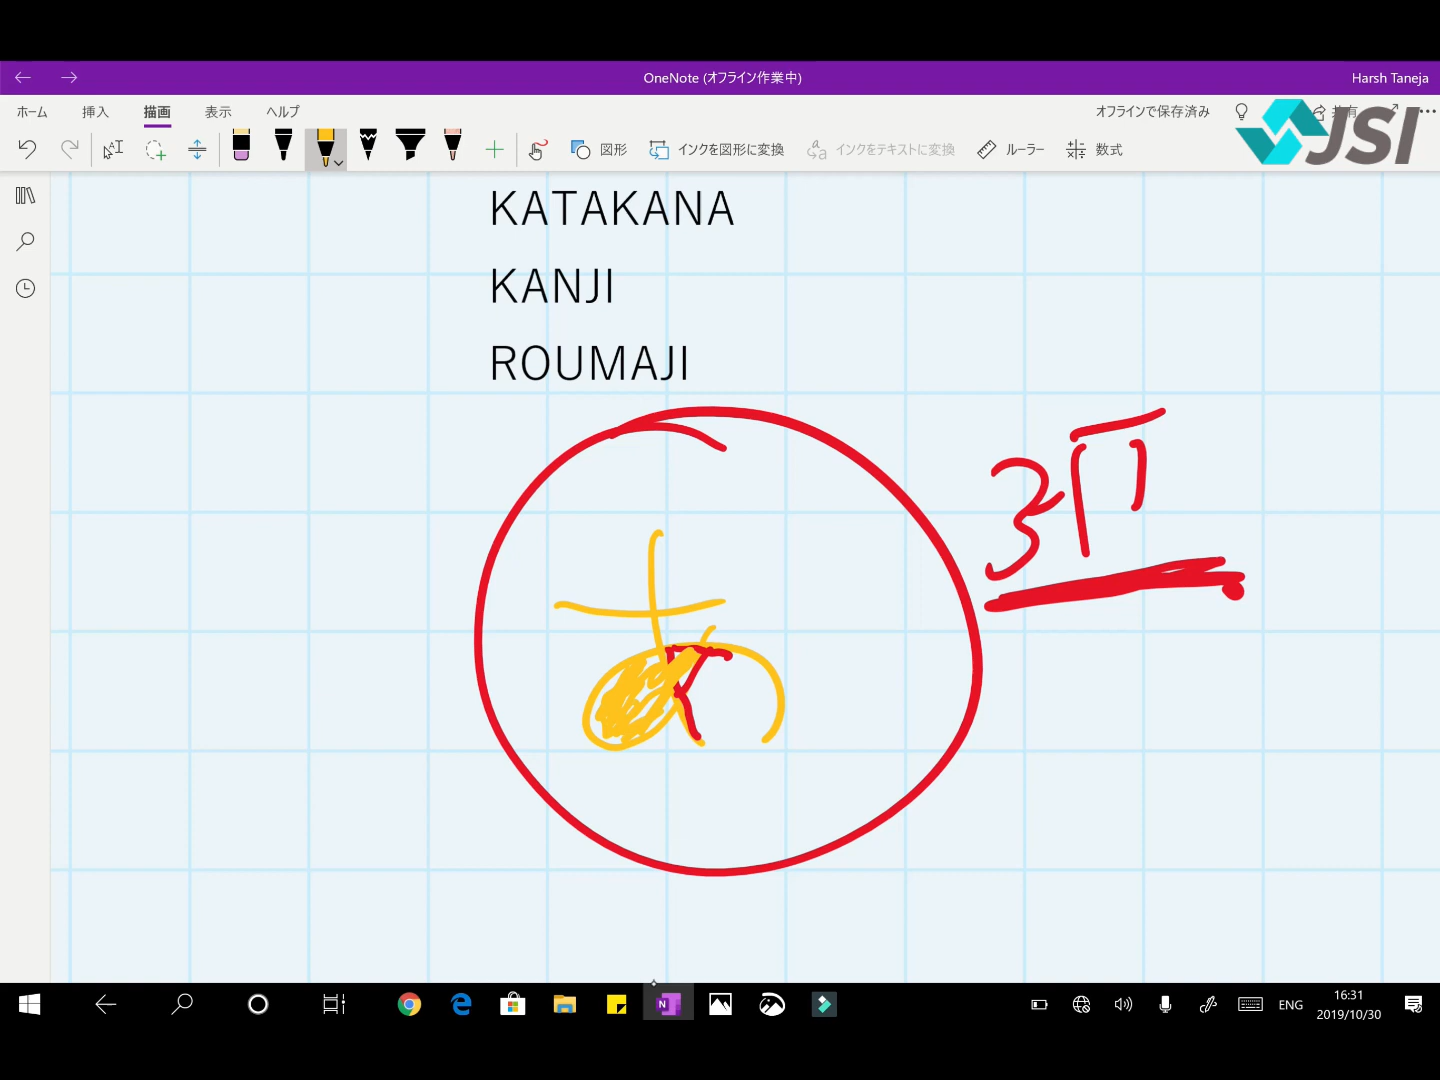 OneNote (オフライン作業中)
Harsh Taneja
ホーム 挿入 描画 表示 ヘルプ
オフラインで保存済み
共有
JSI
図形
インクを図形に変換
インクをテキストに変換
ルーラー
数式
KATAKANA
KANJI
ROUMAJI
あ
ENG
16:31
2019/10/30